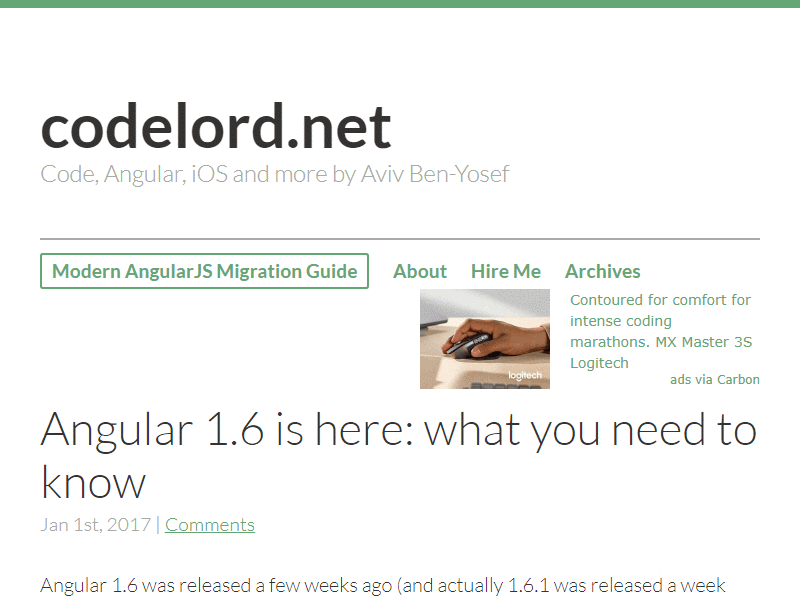 codelord.net
Code, Angular, iOS and more by Aviv Ben-Yosef
Modern AngularJS Migration Guide About Hire Me Archives
logitech
Contoured for comfort for
intense coding
marathons. MX Master 3S
Logitech
ads via Carbon
Angular 1.6 is here: what you need to
know
Jan 1st, 2017 | Comments
Angular 1.6 was released a few weeks ago (and actually 1.6.1 was released a week